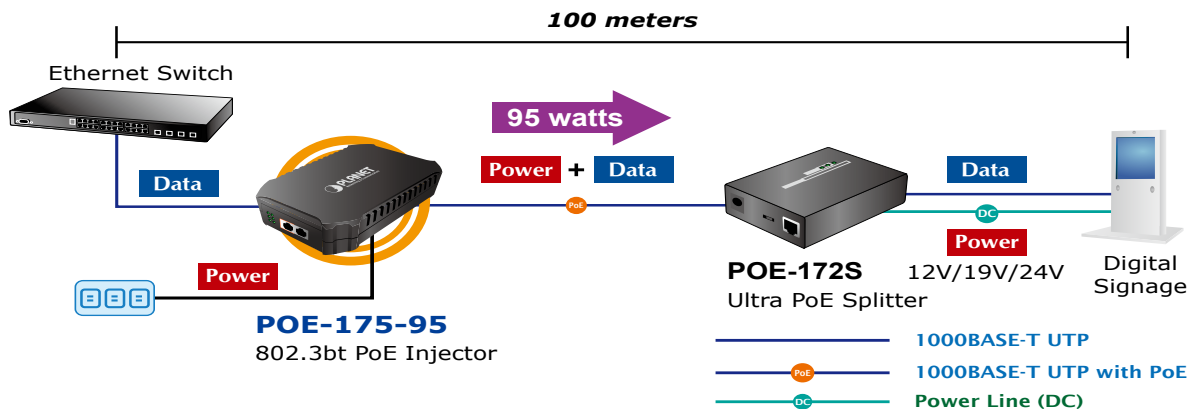 100 meters
Ethernet Switch
95 watts
Data
Power + Data
Data
PLANET
PoE
DC
Power
Power
POE-172S
12V/19V/24V
Digital
Signage
Ultra PoE Splitter
POE-175-95
802.3bt PoE Injector
1000BASE-T UTP
PoE
1000BASE-T UTP with PoE
DC
Power Line (DC)